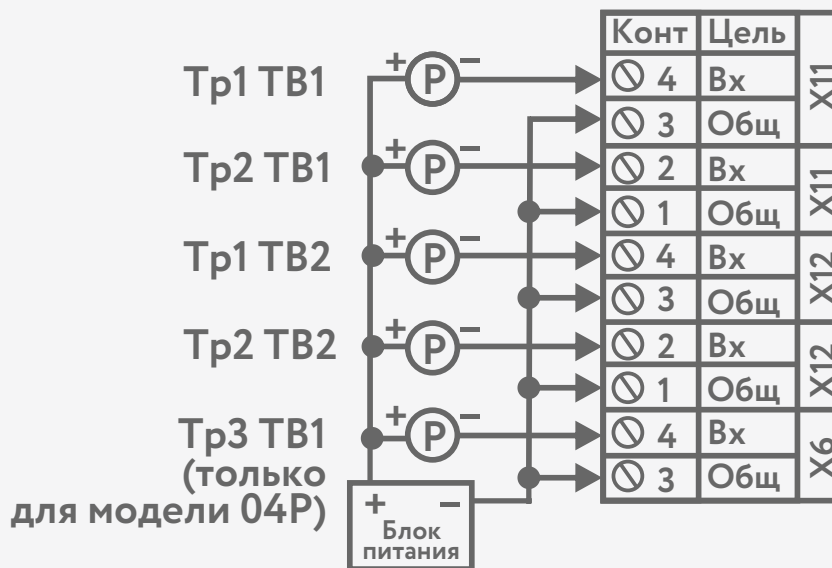 Конт Цель
Тр1 ТВ1 + P − 4 Вх X11
3 Общ
Тр2 ТВ1 + P − 2 Вх X11
1 Общ
Тр1 ТВ2 + P − 4 Вх X12
3 Общ
Тр2 ТВ2 + P − 2 Вх X12
1 Общ
Тр3 ТВ1 + P − 4 Вх X6
(только 3 Общ
для модели 04Р)
+ −
Блок
питания